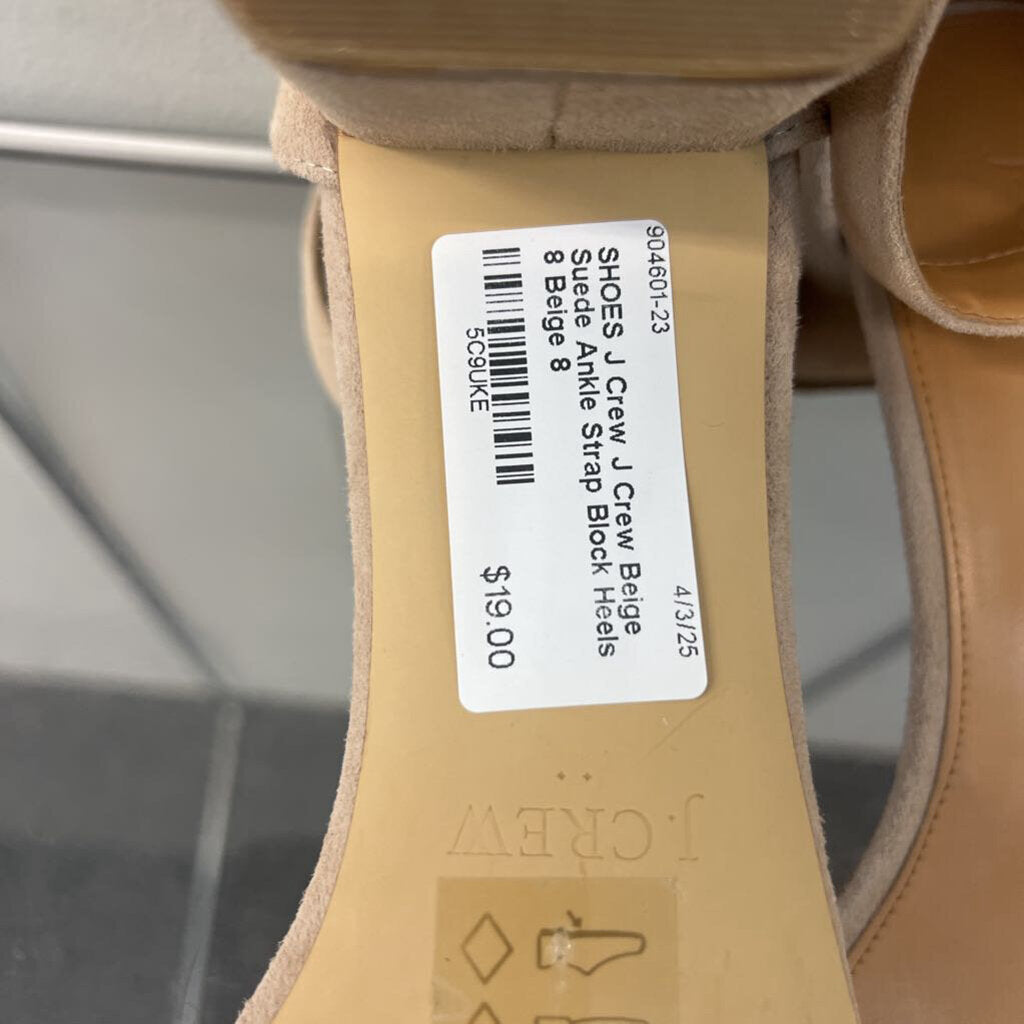 904601-23 4/3/25
SHOES J Crew J Crew Beige
Suede Ankle Strap Block Heels
8 Beige 8
5C9UKE
$19.00
J.CREW